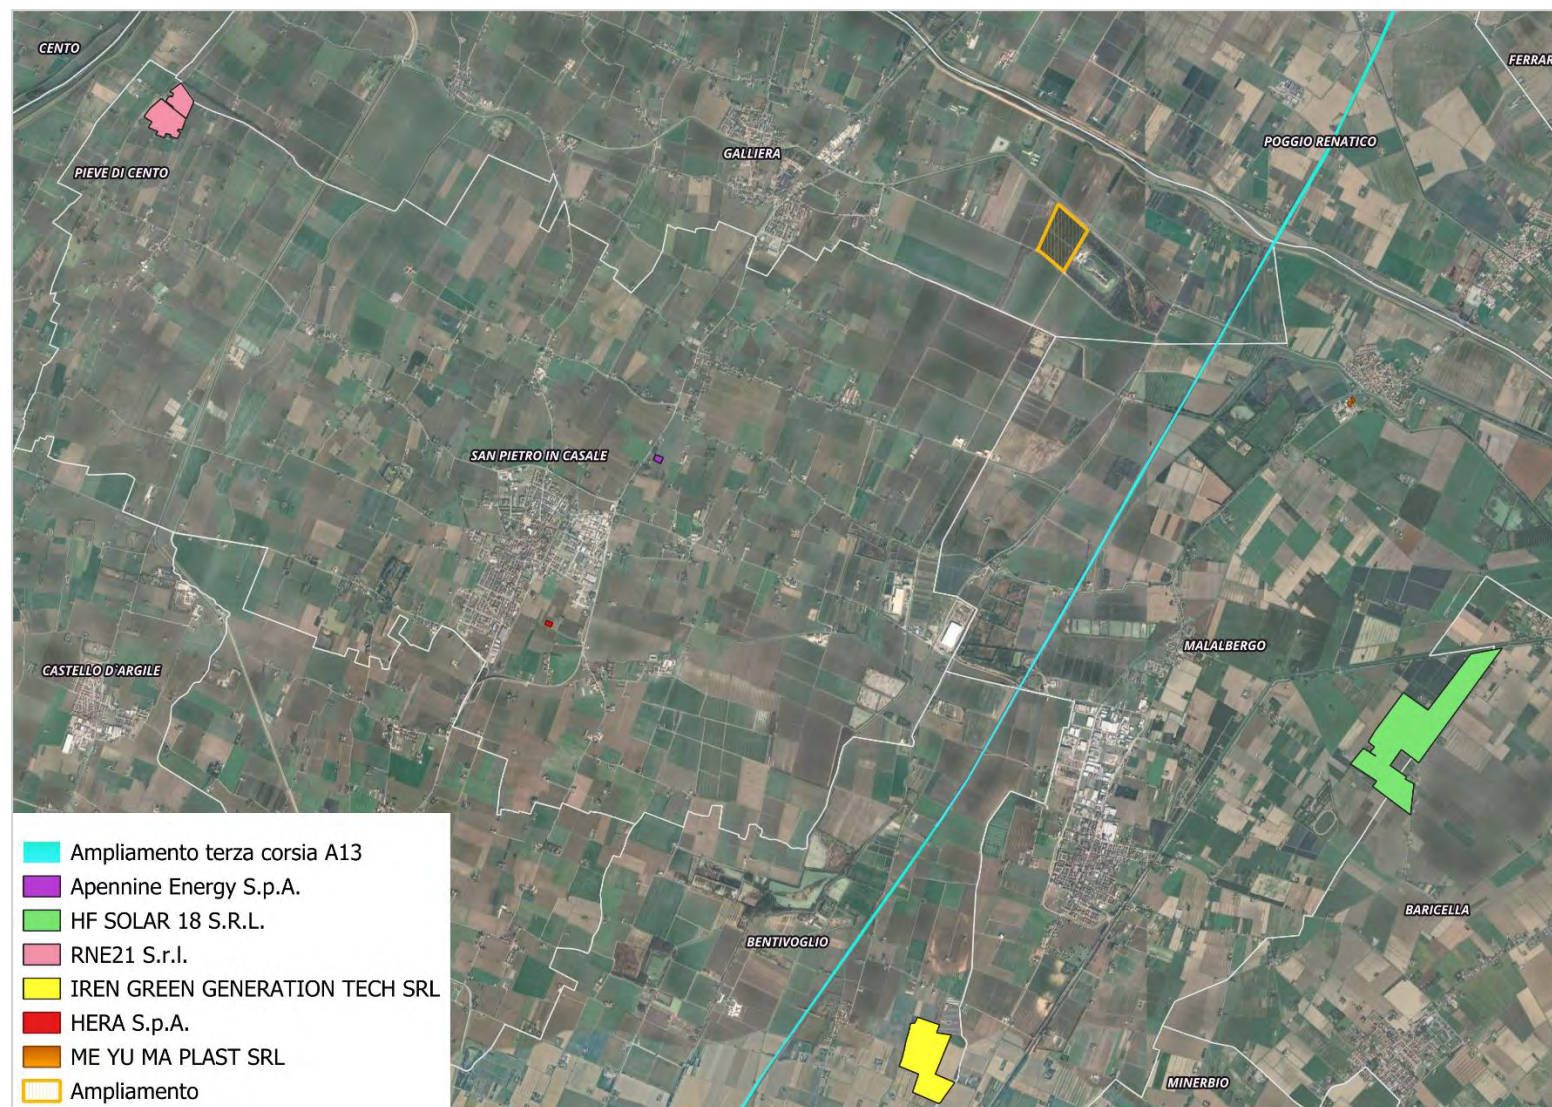 CENTO
FERRAR
POGGIO RENATICO
GALLIERA
PIEVE DI CENTO
SAN PIETRO IN CASALE
MALALBERGO
CASTELLO D'ARGILE
BARICELLA
BENTIVOGLIO
MINERBIO
Ampliamento terza corsia A13
Apennine Energy S.p.A.
HF SOLAR 18 S.R.L.
RNE21 S.r.l.
IREN GREEN GENERATION TECH SRL
HERA S.p.A.
ME YU MA PLAST SRL
Ampliamento